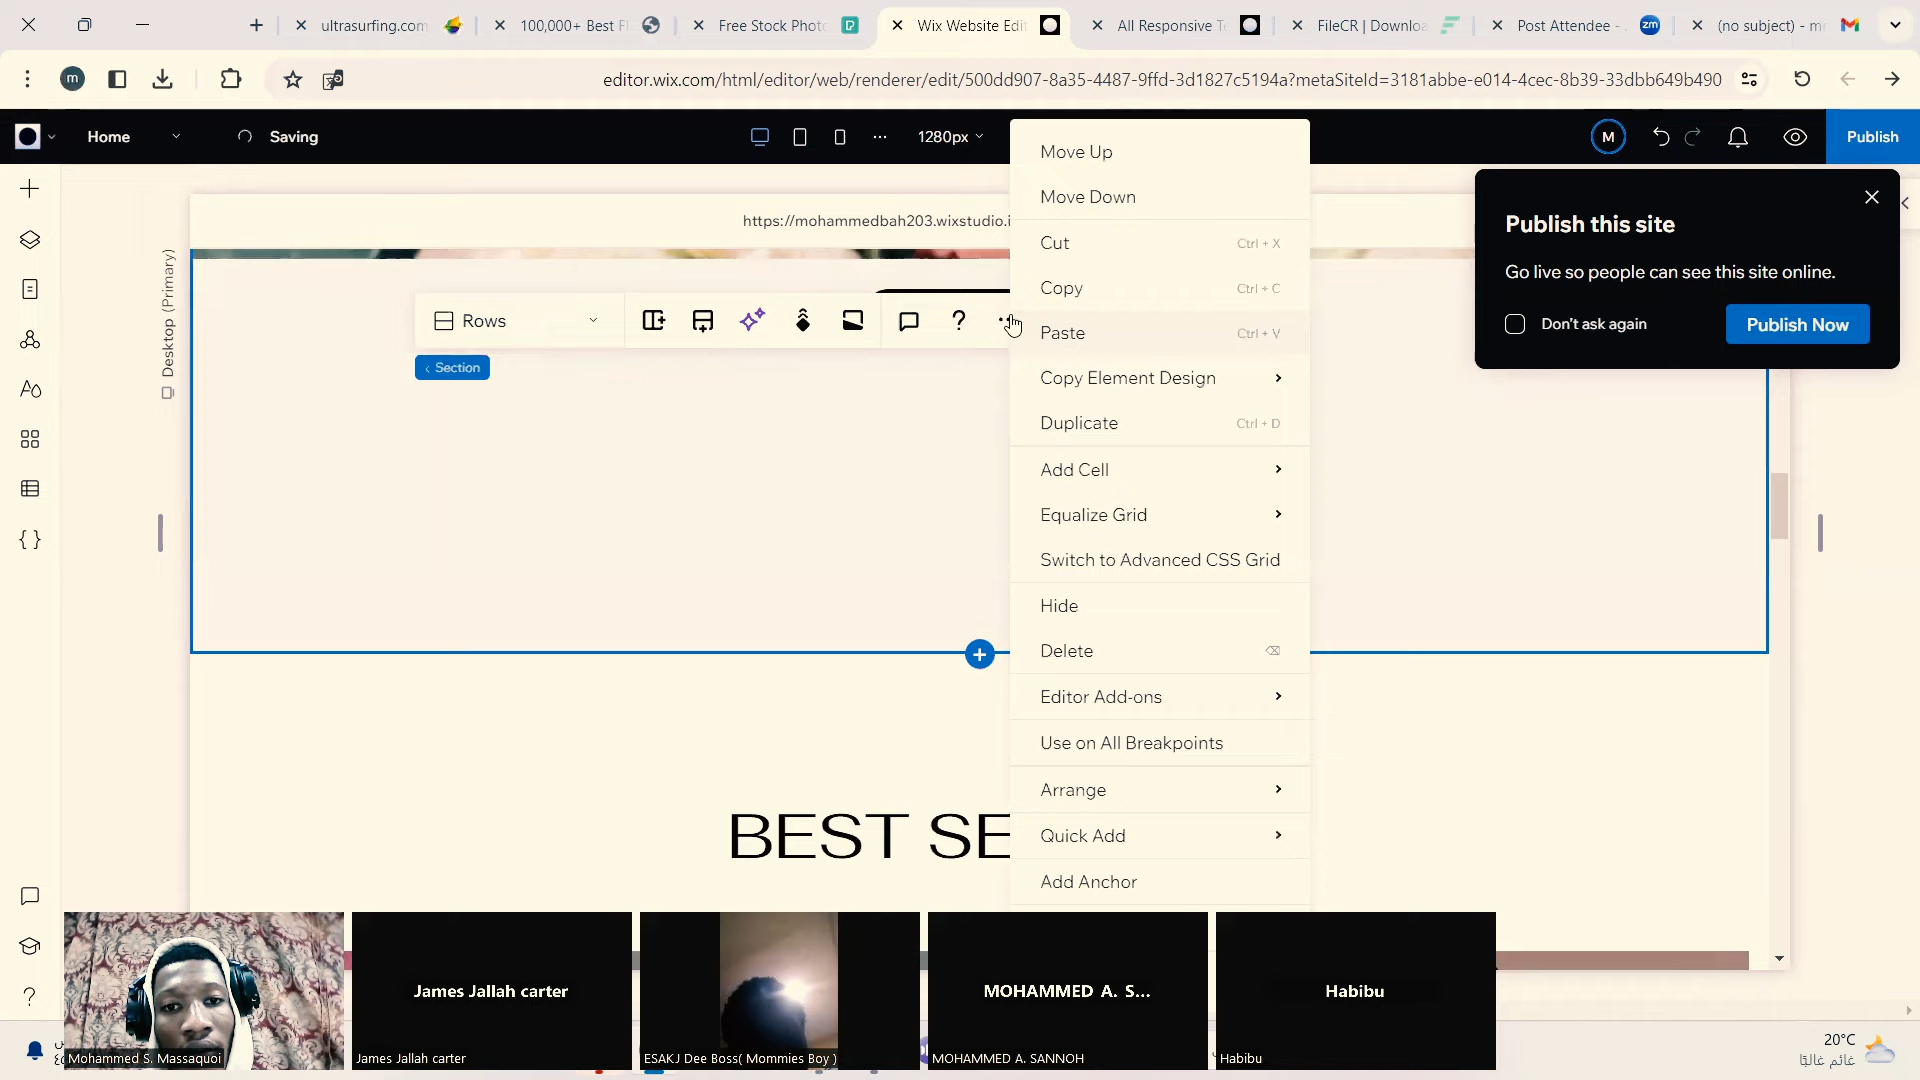 ultrasurfing.com
100,000+ Best F
Free Stock Phot
Wix Website Edi
All Responsive T
FileCR | Downlo
Post Attendee -
zm
(no subject) - m
m
editor.wix.com/html/editor/web/renderer/edit/500dd907-8a35-4487-9ffd-3d1827c5194a?metaSiteId=3181abbe-e014-4cec-8b39-33dbb649b490
Home
Saving
1280px
M
Publish
https://mohammedbah203.wixstudio.i
Desktop (Primary)
Rows
Section
Move Up
Move Down
Cut Ctrl + X
Copy Ctrl + C
Paste Ctrl + V
Copy Element Design
Duplicate Ctrl + D
Add Cell
Equalize Grid
Switch to Advanced CSS Grid
Hide
Delete
Editor Add-ons
Use on All Breakpoints
Arrange
Quick Add
Add Anchor
Publish this site
Go live so people can see this site online.
Don't ask again
Publish Now
BEST SE
James Jallah carter
MOHAMMED A. S...
Habibu
Mohammed S. Massaquoi
James Jallah carter
ESAKJ Dee Boss( Mommies Boy )
MOHAMMED A. SANNOH
Habibu
20°C
غائم غالبًا